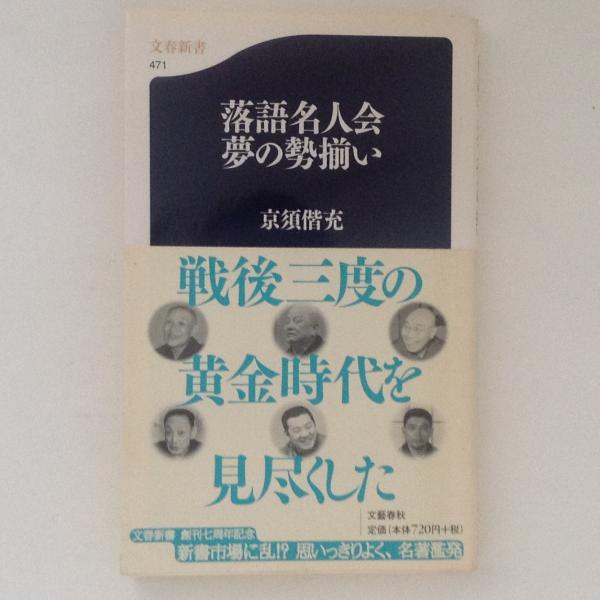 文春新書
471
落語名人会
夢の勢揃い
京須偕充
戦後三度の
黄金時代を
見尽くした
文藝春秋
定価(本体720円+税)
文春新書 創刊七周年記念
新書市場に乱!? 思いっきりよく、名著濫発